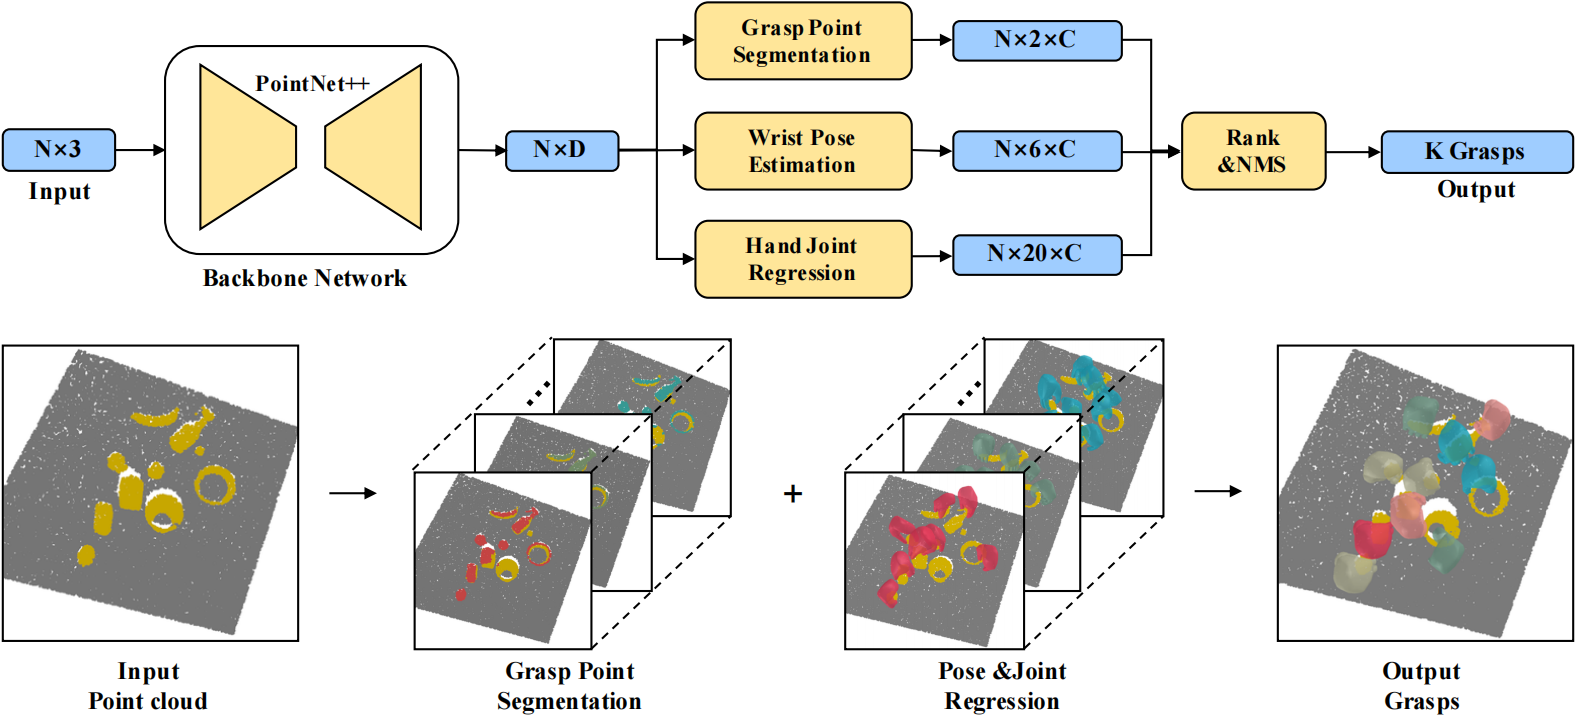 N×3
Input
PointNet++
Backbone Network
N×D
Grasp Point
Segmentation
N×2×C
Wrist Pose
Estimation
N×6×C
Hand Joint
Regression
N×20×C
Rank
&NMS
K Grasps
Output
+
Input
Point cloud
Grasp Point
Segmentation
Pose &Joint
Regression
Output
Grasps